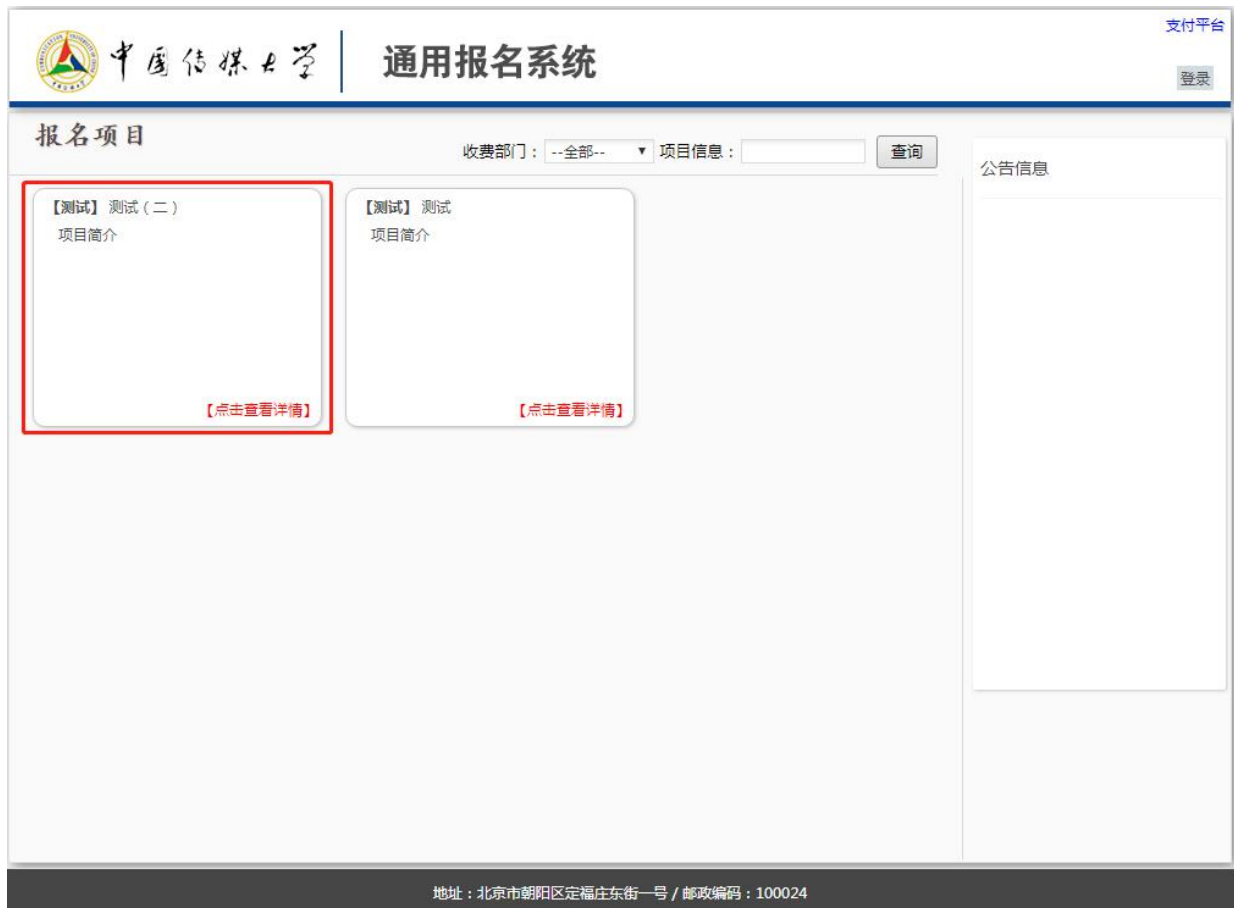 支付平台
中国传媒大学
通用报名系统
登录
报名项目
收费部门：--全部-- ▼ 项目信息： 查询
公告信息
【测试】测试（二）
项目简介
【点击查看详情】
【测试】测试
项目简介
【点击查看详情】
地址：北京市朝阳区定福庄东街一号 / 邮政编码：100024